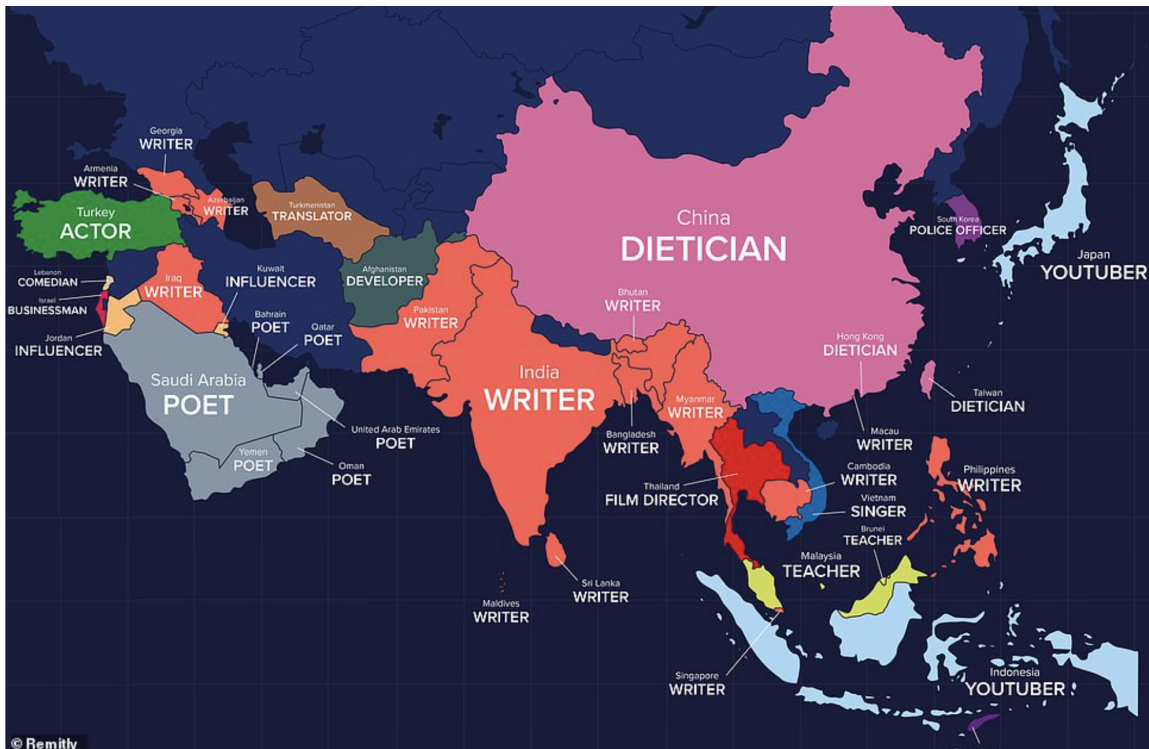 Georgia
WRITER
Armenia
WRITER
Azerbaijan
WRITER
Turkmenistan
TRANSLATOR
Turkey
ACTOR
China
DIETICIAN
South Korea
POLICE OFFICER
Japan
YOUTUBER
Lebanon
COMEDIAN
Israel
BUSINESSMAN
Jordan
INFLUENCER
Iraq
WRITER
Kuwait
INFLUENCER
Afghanistan
DEVELOPER
Bahrain
POET
Qatar
POET
Pakistan
WRITER
Bhutan
WRITER
Hong Kong
DIETICIAN
Saudi Arabia
POET
India
WRITER
Myanmar
WRITER
Taiwan
DIETICIAN
United Arab Emirates
POET
Bangladesh
WRITER
Macau
WRITER
Yemen
POET
Oman
POET
Thailand
FILM DIRECTOR
Cambodia
WRITER
Philippines
WRITER
Vietnam
SINGER
Brunei
TEACHER
Malaysia
TEACHER
Sri Lanka
WRITER
Maldives
WRITER
Singapore
WRITER
Indonesia
YOUTUBER
© Remitly